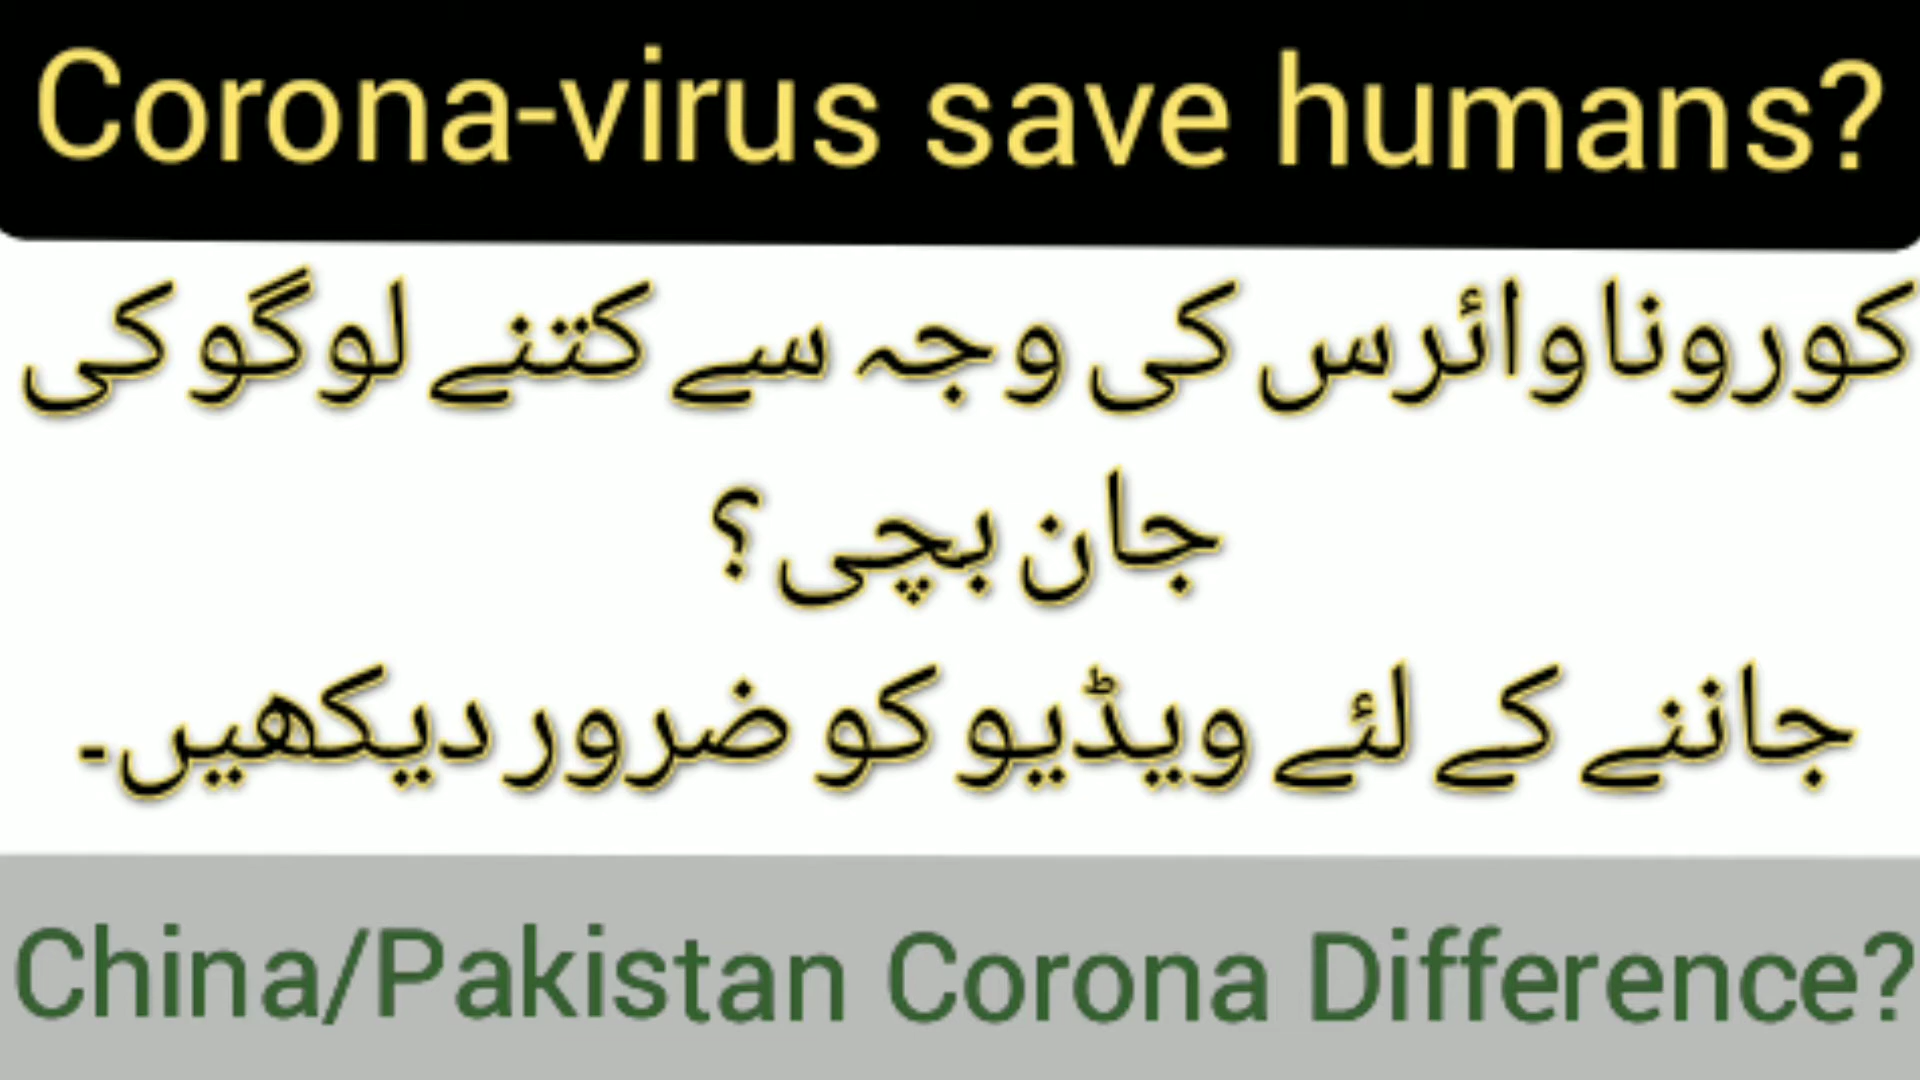 Corona-virus save humans?
کورونا وائرس کی وجہ سے کتنے لوگو کی
جان بچی؟
جاننے کے لئے ویڈیو کو ضرور دیکھیں۔
China/Pakistan Corona Difference?